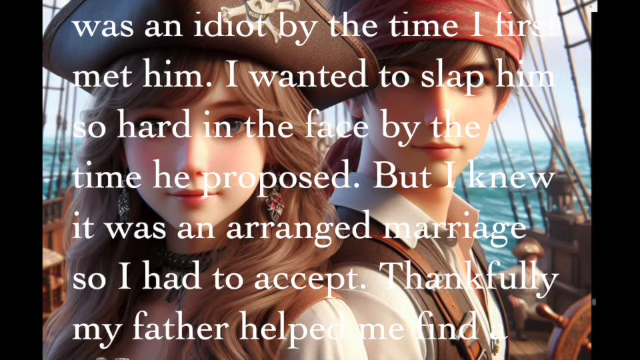 was an idiot by the time I first
met him. I wanted to slap him
so hard in the face by the
time he proposed. But I knew
it was an arranged marriage
so I had to accept. Thankfully
my father helped me find a